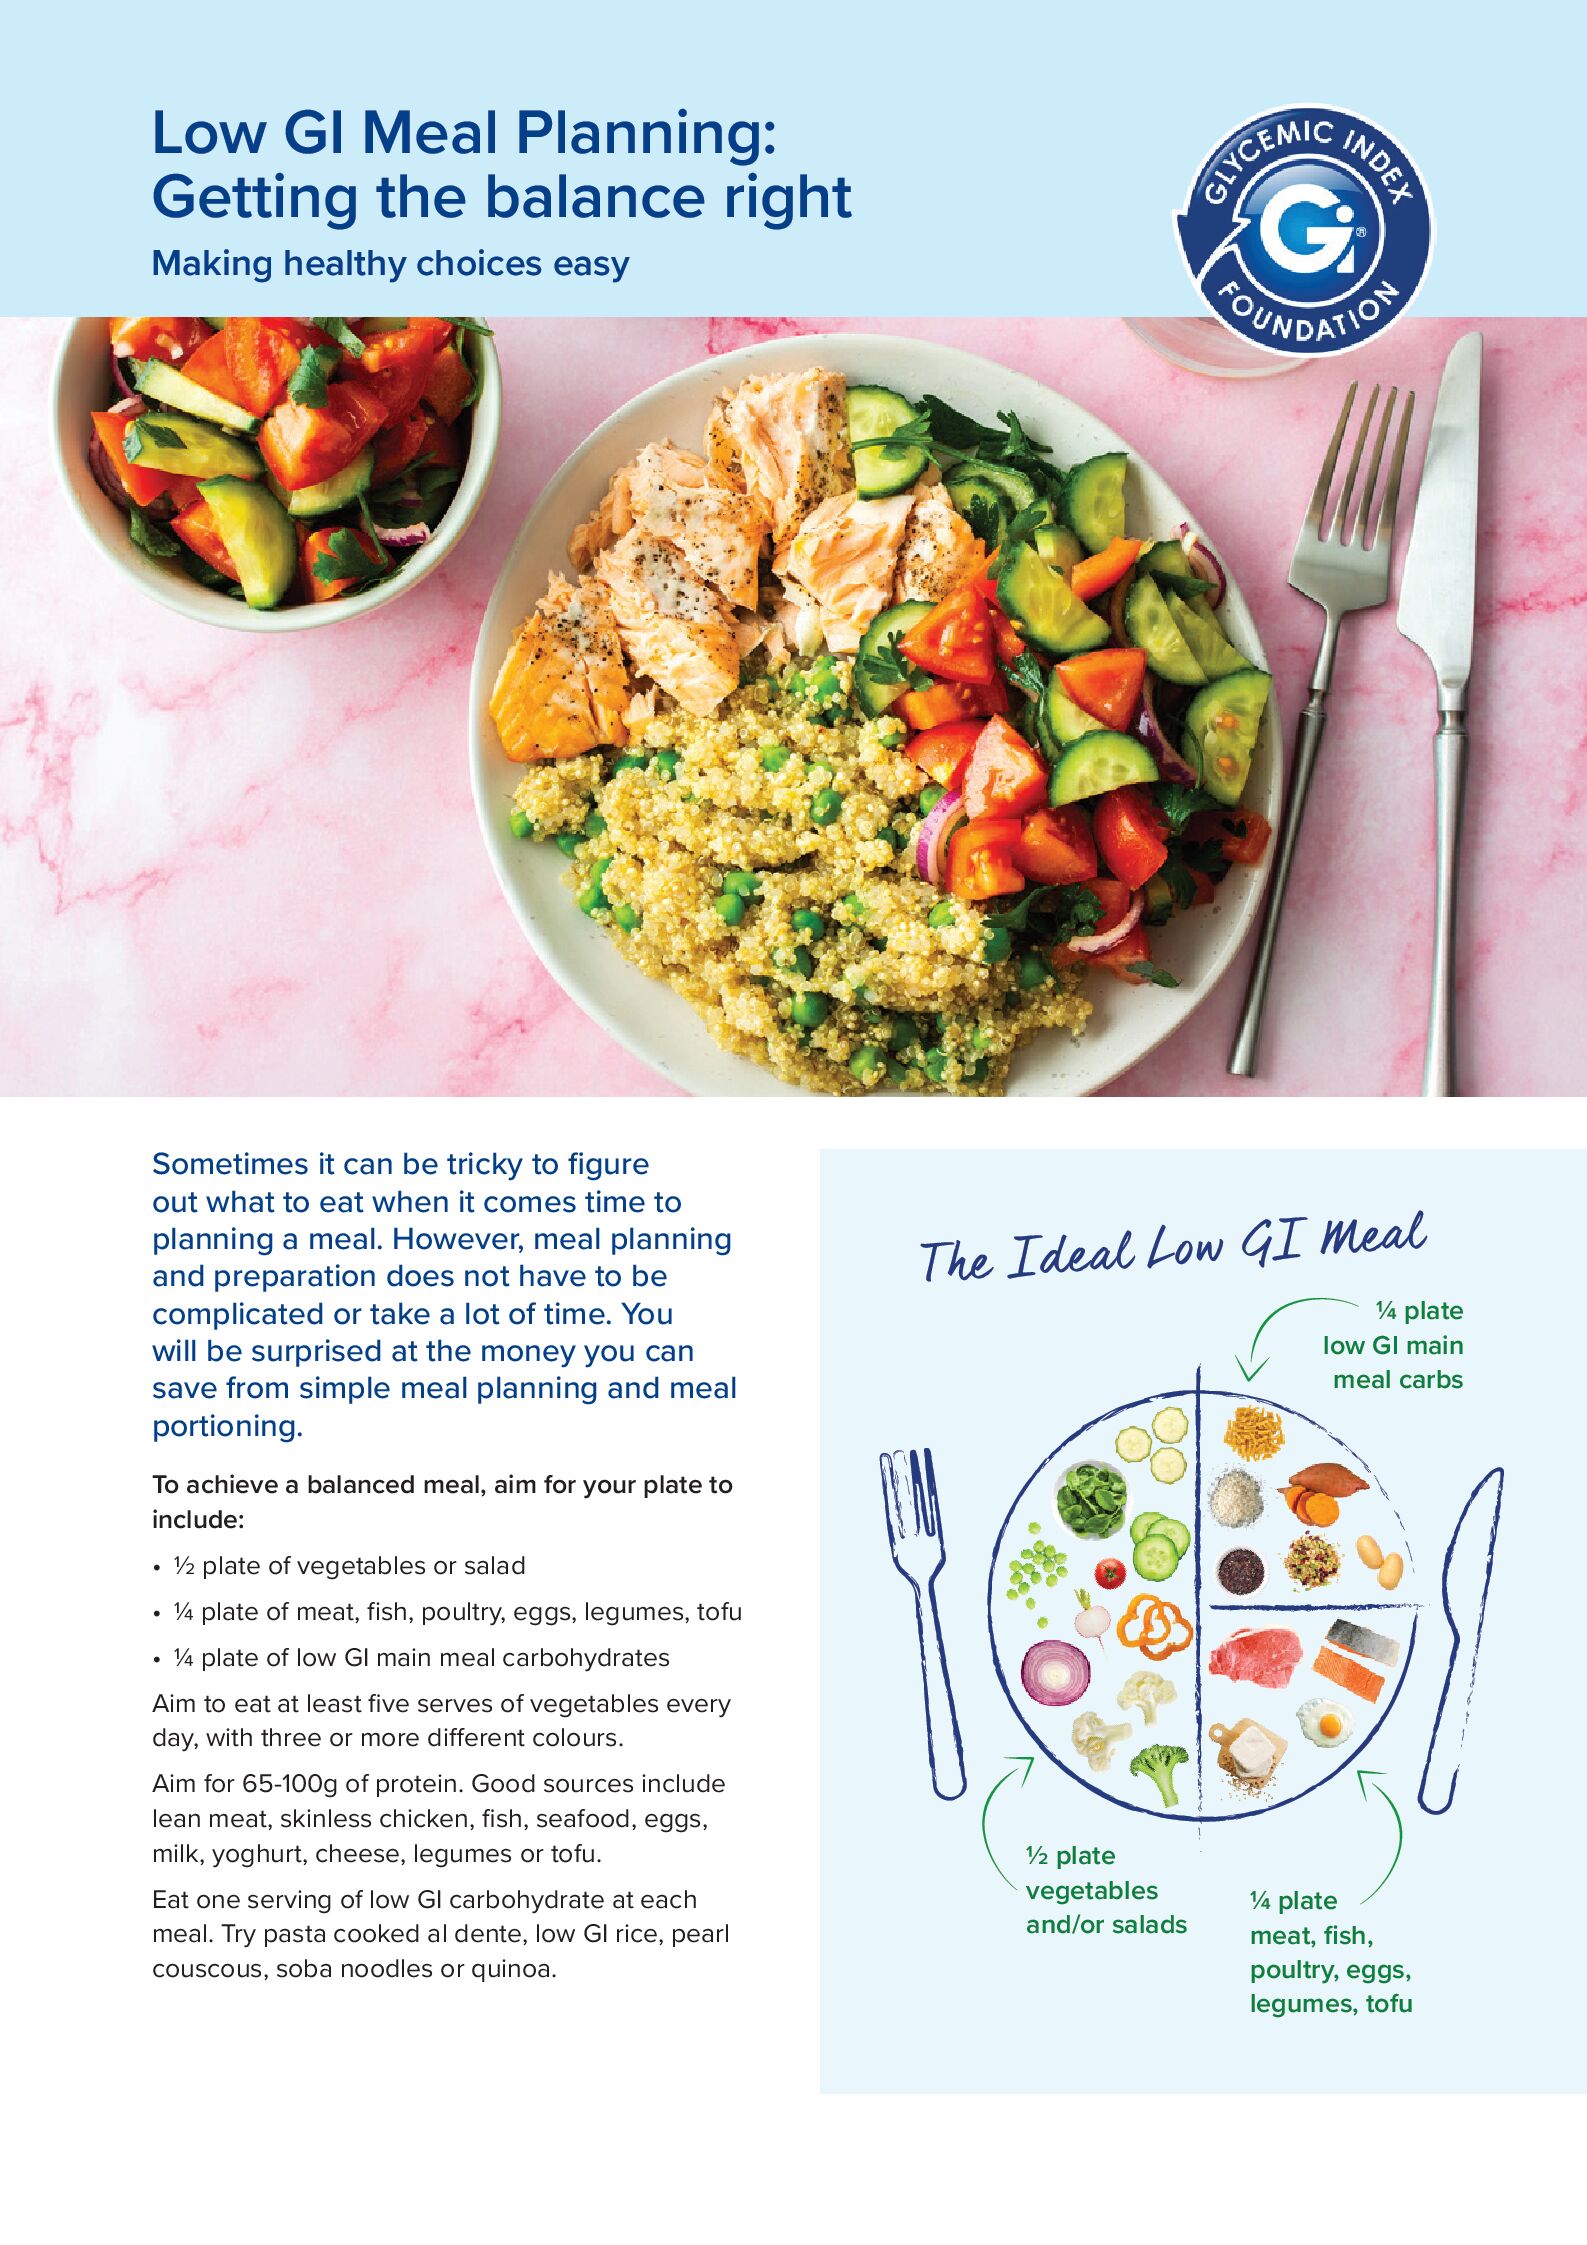 Low GI Meal Planning:
Getting the balance right
Making healthy choices easy
GLYCEMIC INDEX
Gi®
FOUNDATION
Sometimes it can be tricky to figure
out what to eat when it comes time to
planning a meal. However, meal planning
and preparation does not have to be
complicated or take a lot of time. You
will be surprised at the money you can
save from simple meal planning and meal
portioning.
To achieve a balanced meal, aim for your plate to
include:
• ½ plate of vegetables or salad
• ¼ plate of meat, fish, poultry, eggs, legumes, tofu
• ¼ plate of low GI main meal carbohydrates
Aim to eat at least five serves of vegetables every
day, with three or more different colours.
Aim for 65-100g of protein. Good sources include
lean meat, skinless chicken, fish, seafood, eggs,
milk, yoghurt, cheese, legumes or tofu.
Eat one serving of low GI carbohydrate at each
meal. Try pasta cooked al dente, low GI rice, pearl
couscous, soba noodles or quinoa.
The Ideal Low GI Meal
¼ plate
low GI main
meal carbs
½ plate
vegetables
and/or salads
¼ plate
meat, fish,
poultry, eggs,
legumes, tofu